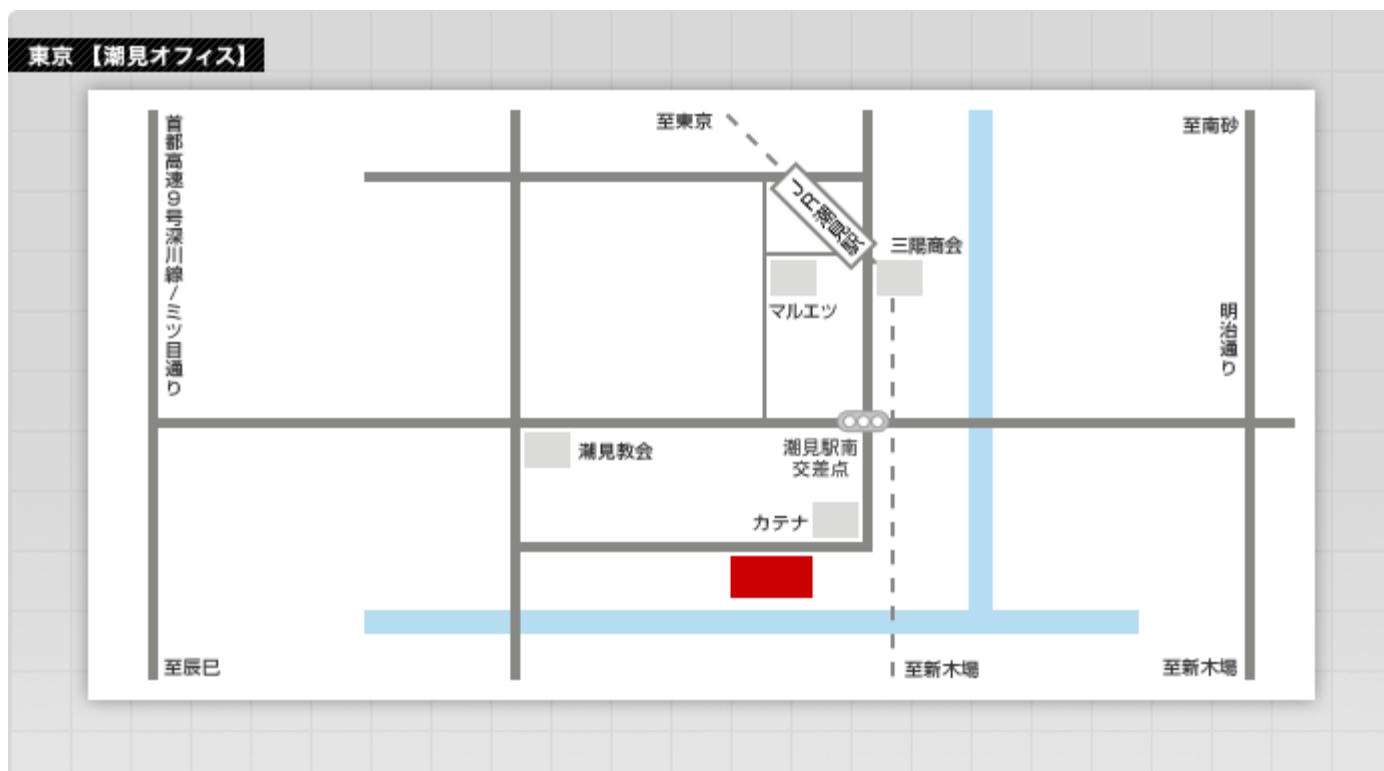 東京 【潮見オフィス】
首都高速9号深川線/ミツ目通り
至東京
至南砂
JR潮見駅
三陽商会
マルエツ
明治通り
潮見教会
潮見駅南
交差点
カテナ
至辰巳
至新木場
至新木場